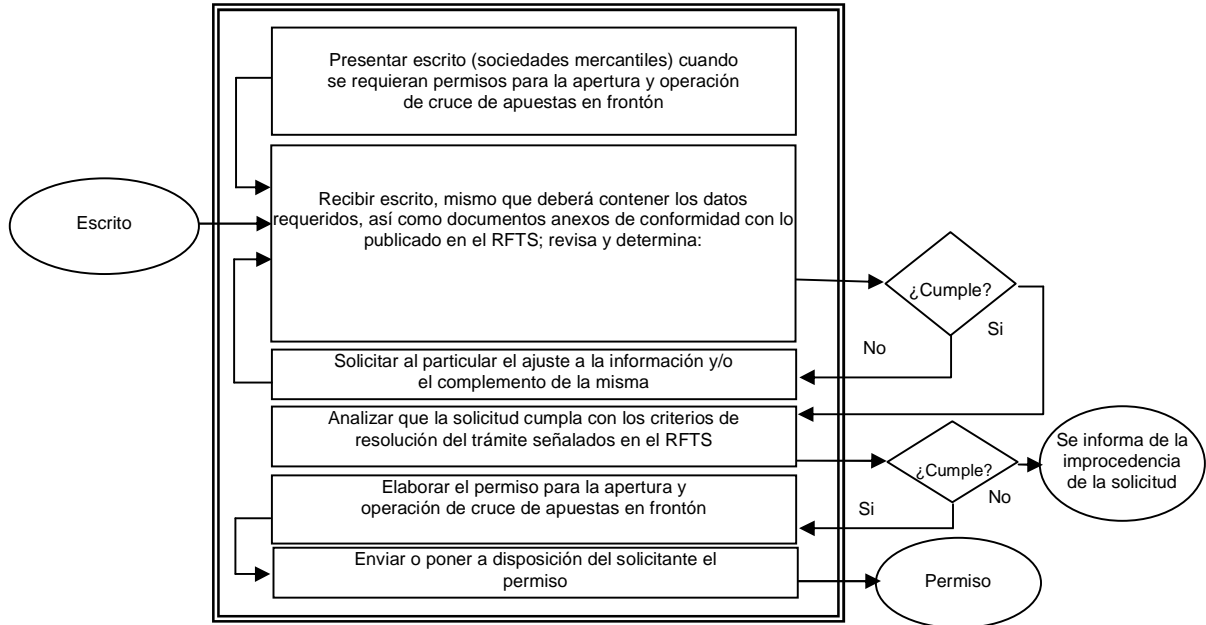 Presentar escrito (sociedades mercantiles) cuando
se requieran permisos para la apertura y operación
de cruce de apuestas en frontón
Escrito
Recibir escrito, mismo que deberá contener los datos
requeridos, así como documentos anexos de conformidad con lo
publicado en el RFTS; revisa y determina:
¿Cumple?
Si
No
Solicitar al particular el ajuste a la información y/o
el complemento de la misma
Analizar que la solicitud cumpla con los criterios de
resolución del trámite señalados en el RFTS
¿Cumple?
No
Si
Se informa de la
improcedencia
de la solicitud
Elaborar el permiso para la apertura y
operación de cruce de apuestas en frontón
Enviar o poner a disposición del solicitante el
permiso
Permiso